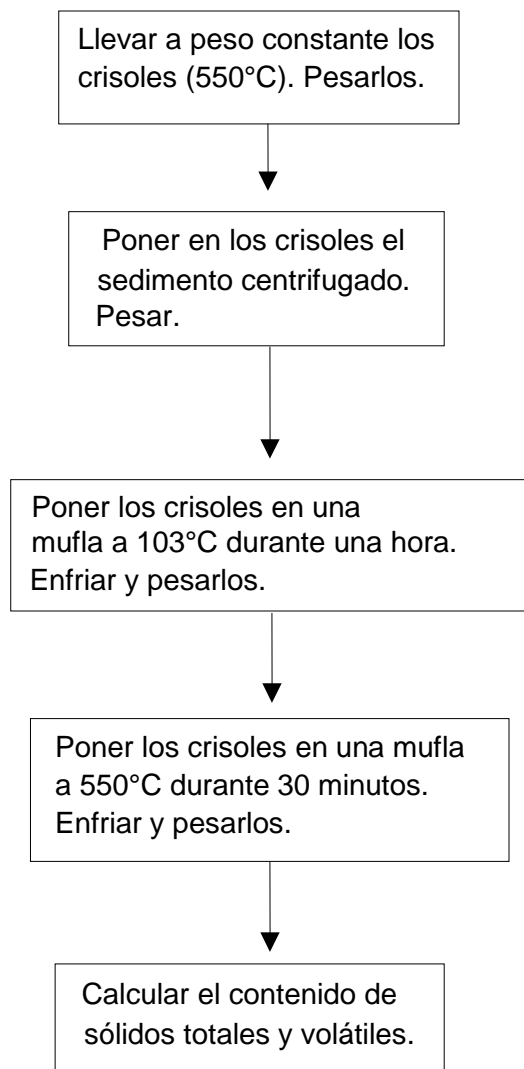 Llevar a peso constante los
crisoles (550°C). Pesarlos.
Poner en los crisoles el
sedimento centrifugado.
Pesar.
Poner los crisoles en una
mufla a 103°C durante una hora.
Enfriar y pesarlos.
Poner los crisoles en una mufla
a 550°C durante 30 minutos.
Enfriar y pesarlos.
Calcular el contenido de
sólidos totales y volátiles.